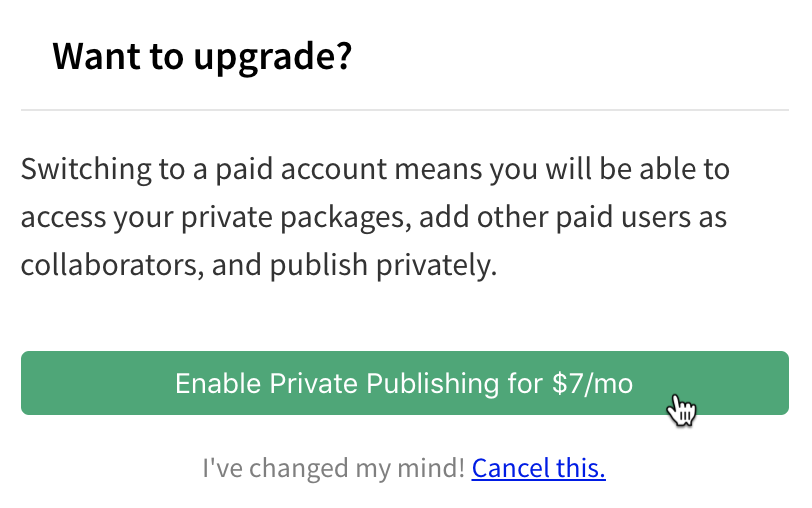 Want to upgrade?
Switching to a paid account means you will be able to
access your private packages, add other paid users as
collaborators, and publish privately.
Enable Private Publishing for $7/mo
I've changed my mind! Cancel this.